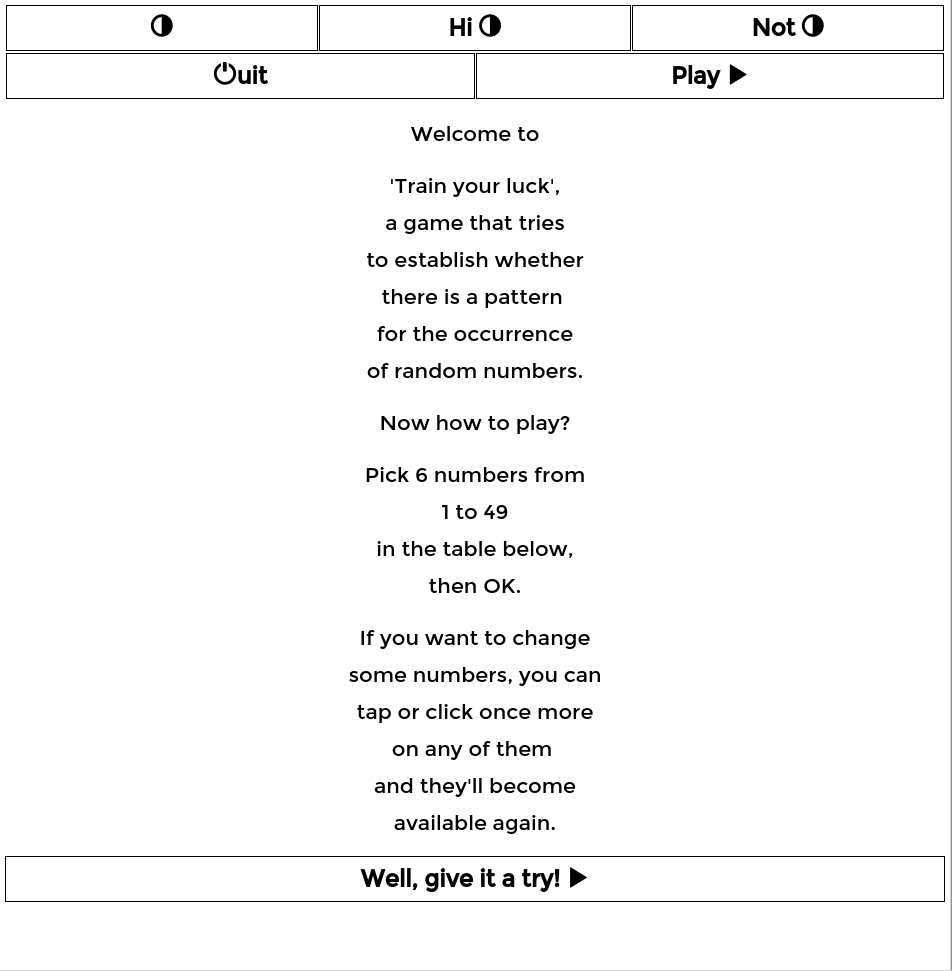 ◑ Hi ◑ Not ◑
⏻uit Play ▶
Welcome to
'Train your luck',
a game that tries
to establish whether
there is a pattern
for the occurrence
of random numbers.
Now how to play?
Pick 6 numbers from
1 to 49
in the table below,
then OK.
If you want to change
some numbers, you can
tap or click once more
on any of them
and they'll become
available again.
Well, give it a try! ▶